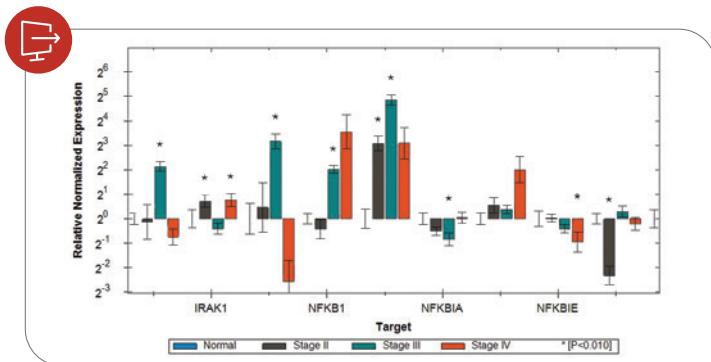 Relative Normalized Expression
2^6
2^5
2^4
2^3
2^2
2^1
2^0
2^-1
2^-2
2^-3
* * * * * * * * * *
IRAK1 NFKB1 NFKBIA NFKBIE
Target
Normal Stage II Stage III Stage IV * [P<0.010]